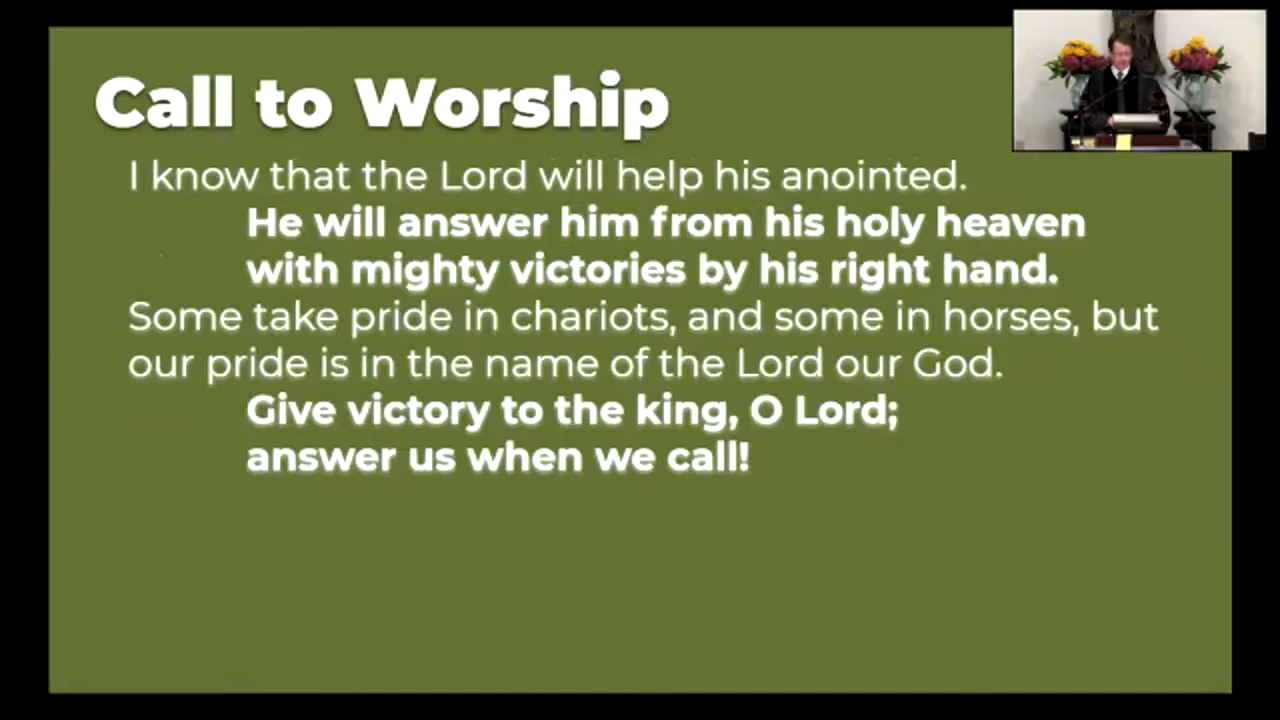 Call to Worship
I know that the Lord will help his anointed.
He will answer him from his holy heaven
with mighty victories by his right hand.
Some take pride in chariots, and some in horses, but
our pride is in the name of the Lord our God.
Give victory to the king, O Lord;
answer us when we call!